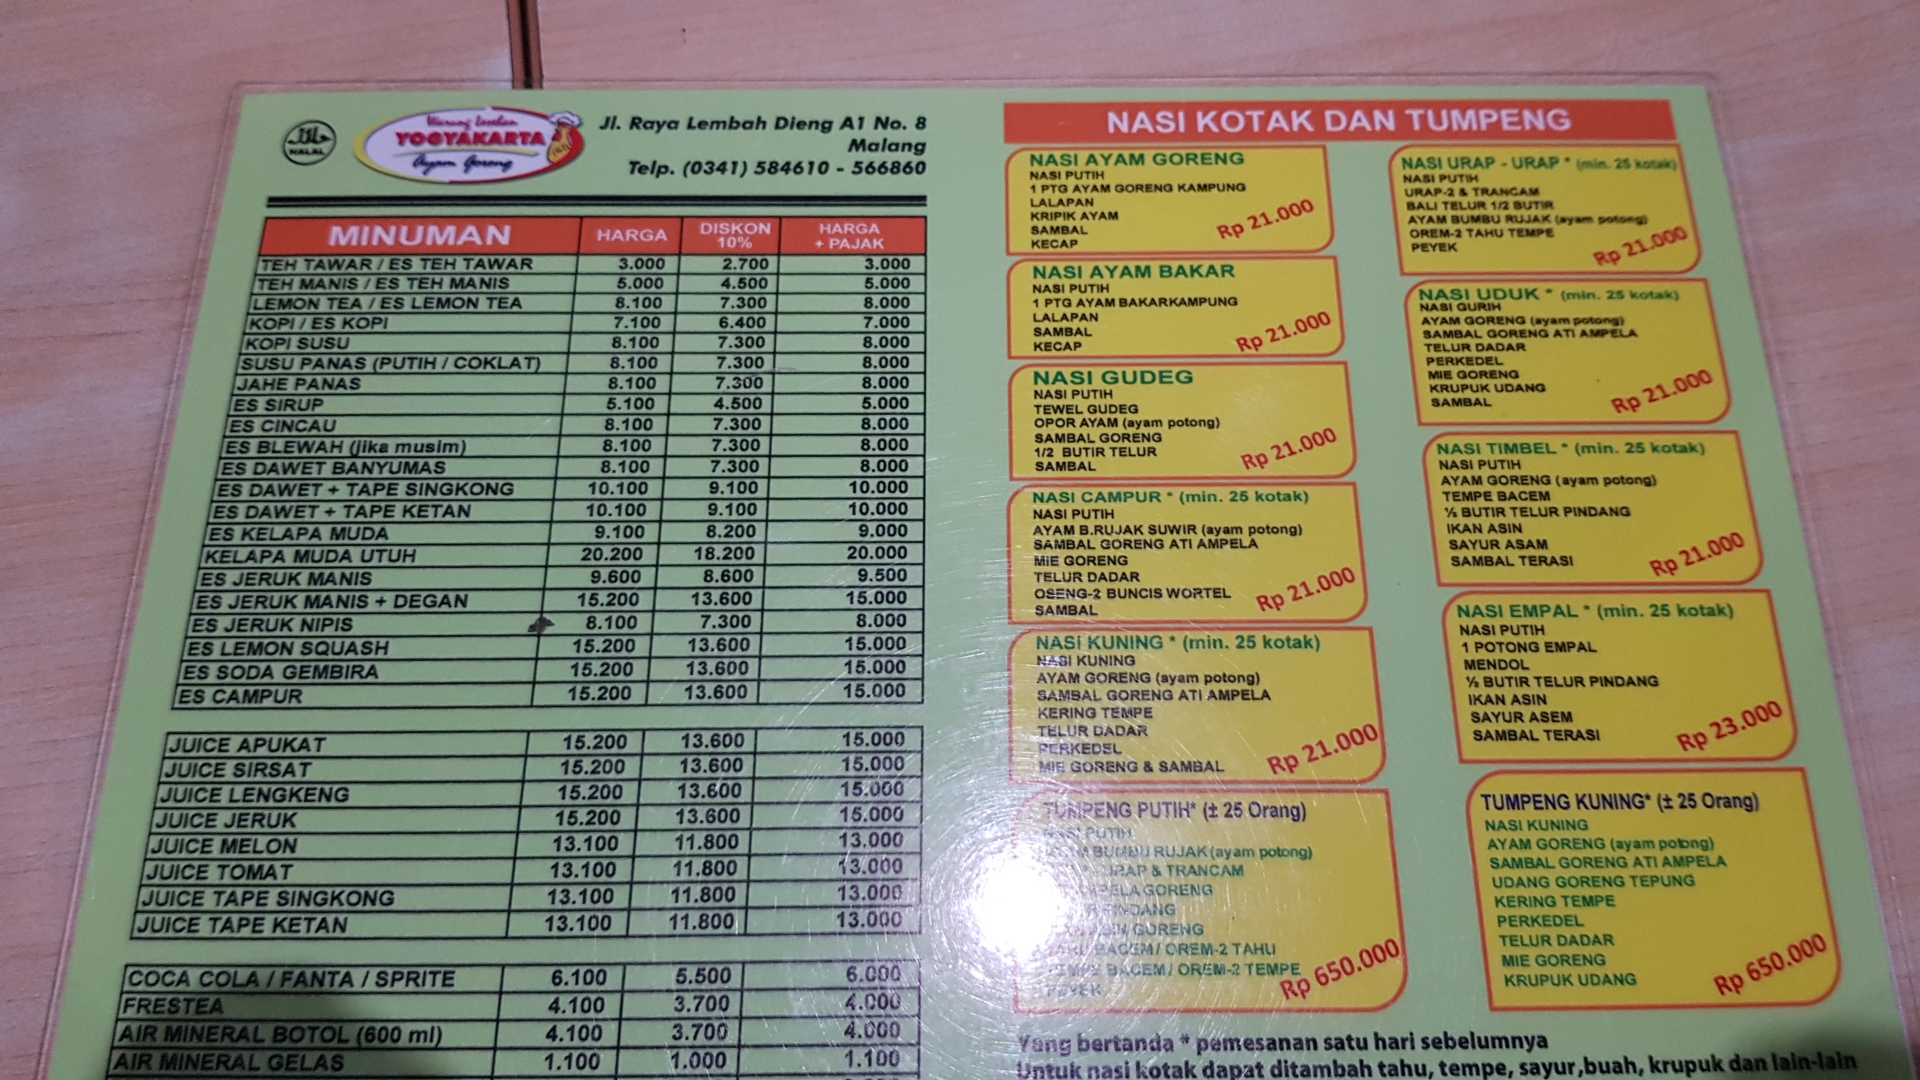 HALAL
Warung Lesehan
YOGYAKARTA
Ayam Goreng
Jl. Raya Lembah Dieng A1 No. 8
Malang
Telp. (0341) 584610 - 566860
MINUMAN HARGA DISKON 10% HARGA + PAJAK
TEH TAWAR / ES TEH TAWAR 3.000 2.700 3.000
TEH MANIS / ES TEH MANIS 5.000 4.500 5.000
LEMON TEA / ES LEMON TEA 8.100 7.300 8.000
KOPI / ES KOPI 7.100 6.400 7.000
KOPI SUSU 8.100 7.300 8.000
SUSU PANAS (PUTIH / COKLAT) 8.100 7.300 8.000
JAHE PANAS 8.100 7.300 8.000
ES SIRUP 5.100 4.500 5.000
ES CINCAU 8.100 7.300 8.000
ES BLEWAH (jika musim) 8.100 7.300 8.000
ES DAWET BANYUMAS 8.100 7.300 8.000
ES DAWET + TAPE SINGKONG 10.100 9.100 10.000
ES DAWET + TAPE KETAN 10.100 9.100 10.000
ES KELAPA MUDA 9.100 8.200 9.000
KELAPA MUDA UTUH 20.200 18.200 20.000
ES JERUK MANIS 9.600 8.600 9.500
ES JERUK MANIS + DEGAN 15.200 13.600 15.000
ES JERUK NIPIS 8.100 7.300 8.000
ES LEMON SQUASH 15.200 13.600 15.000
ES SODA GEMBIRA 15.200 13.600 15.000
ES CAMPUR 15.200 13.600 15.000
JUICE APUKAT 15.200 13.600 15.000
JUICE SIRSAT 15.200 13.600 15.000
JUICE LENGKENG 15.200 13.600 15.000
JUICE JERUK 15.200 13.600 15.000
JUICE MELON 13.100 11.800 13.000
JUICE TOMAT 13.100 11.800 13.000
JUICE TAPE SINGKONG 13.100 11.800 13.000
JUICE TAPE KETAN 13.100 11.800 13.000
COCA COLA / FANTA / SPRITE 6.100 5.500 6.000
FRESTEA 4.100 3.700 4.000
AIR MINERAL BOTOL (600 ml) 4.100 3.700 4.000
AIR MINERAL GELAS 1.100 1.000 1.100
NASI KOTAK DAN TUMPENG
NASI AYAM GORENG
NASI PUTIH
1 PTG AYAM GORENG KAMPUNG
LALAPAN
KRIPIK AYAM
SAMBAL
KECAP
Rp 21.000
NASI AYAM BAKAR
NASI PUTIH
1 PTG AYAM BAKARKAMPUNG
LALAPAN
SAMBAL
KECAP
Rp 21.000
NASI GUDEG
NASI PUTIH
TEWEL GUDEG
OPOR AYAM (ayam potong)
SAMBAL GORENG
1/2 BUTIR TELUR
SAMBAL
Rp 21.000
NASI CAMPUR * (min. 25 kotak)
NASI PUTIH
AYAM B.RUJAK SUWIR (ayam potong)
SAMBAL GORENG ATI AMPELA
MIE GORENG
TELUR DADAR
OSENG-2 BUNCIS WORTEL
SAMBAL
Rp 21.000
NASI KUNING * (min. 25 kotak)
NASI KUNING
AYAM GORENG (ayam potong)
SAMBAL GORENG ATI AMPELA
KERING TEMPE
TELUR DADAR
PERKEDEL
MIE GORENG & SAMBAL
Rp 21.000
TUMPENG PUTIH* (± 25 Orang)
NASI PUTIH
BUMBU RUJAK (ayam potong)
URAP & TRANCAM
GORENG
PINDANG
GORENG
BACEM / OREM-2 TAHU
TEMPE BACEM / OREM-2 TEMPE
PEYEK
Rp 650.000
NASI URAP - URAP * (min. 25 kotak)
NASI PUTIH
URAP-2 & TRANCAM
BALI TELUR 1/2 BUTIR
AYAM BUMBU RUJAK (ayam potong)
OREM-2 TAHU TEMPE
PEYEK
Rp 21.000
NASI UDUK * (min. 25 kotak)
NASI GURIH
AYAM GORENG (ayam potong)
SAMBAL GORENG ATI AMPELA
TELUR DADAR
PERKEDEL
MIE GORENG
KRUPUK UDANG
SAMBAL
Rp 21.000
NASI TIMBEL * (min. 25 kotak)
NASI PUTIH
AYAM GORENG (ayam potong)
TEMPE BACEM
½ BUTIR TELUR PINDANG
IKAN ASIN
SAYUR ASAM
SAMBAL TERASI
Rp 21.000
NASI EMPAL * (min. 25 kotak)
NASI PUTIH
1 POTONG EMPAL
MENDOL
½ BUTIR TELUR PINDANG
IKAN ASIN
SAYUR ASEM
SAMBAL TERASI
Rp 23.000
TUMPENG KUNING* (± 25 Orang)
NASI KUNING
AYAM GORENG (ayam potong)
SAMBAL GORENG ATI AMPELA
UDANG GORENG TEPUNG
KERING TEMPE
PERKEDEL
TELUR DADAR
MIE GORENG
KRUPUK UDANG
Rp 650.000
Yang bertanda * pemesanan satu hari sebelumnya
Untuk nasi kotak dapat ditambah tahu, tempe, sayur,buah, krupuk dan lain-lain